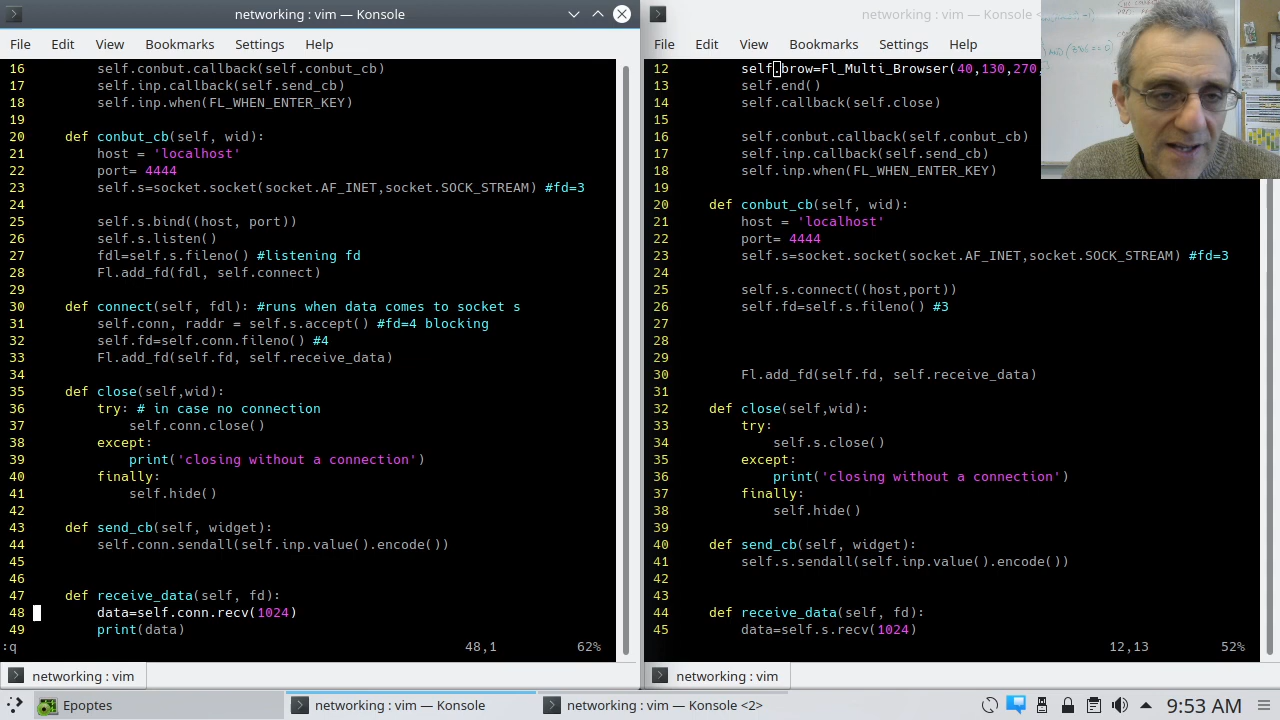 networking : vim — Konsole
File Edit View Bookmarks Settings Help
16 self.conbut.callback(self.conbut_cb)
17 self.inp.callback(self.send_cb)
18 self.inp.when(FL_WHEN_ENTER_KEY)
19
20 def conbut_cb(self, wid):
21 host = 'localhost'
22 port= 4444
23 self.s=socket.socket(socket.AF_INET,socket.SOCK_STREAM) #fd=3
24
25 self.s.bind((host, port))
26 self.s.listen()
27 fdl=self.s.fileno() #listening fd
28 Fl.add_fd(fdl, self.connect)
29
30 def connect(self, fdl): #runs when data comes to socket s
31 self.conn, raddr = self.s.accept() #fd=4 blocking
32 self.fd=self.conn.fileno() #4
33 Fl.add_fd(self.fd, self.receive_data)
34
35 def close(self,wid):
36 try: # in case no connection
37 self.conn.close()
38 except:
39 print('closing without a connection')
40 finally:
41 self.hide()
42
43 def send_cb(self, widget):
44 self.conn.sendall(self.inp.value().encode())
45
46
47 def receive_data(self, fd):
48 data=self.conn.recv(1024)
49 print(data)
:q 48,1 62%
networking : vim
networking : vim — Konsole
File Edit View Bookmarks Settings Help
12 self.brow=Fl_Multi_Browser(40,130,270
13 self.end()
14 self.callback(self.close)
15
16 self.conbut.callback(self.conbut_cb)
17 self.inp.callback(self.send_cb)
18 self.inp.when(FL_WHEN_ENTER_KEY)
19
20 def conbut_cb(self, wid):
21 host = 'localhost'
22 port= 4444
23 self.s=socket.socket(socket.AF_INET,socket.SOCK_STREAM) #fd=3
24
25 self.s.connect((host,port))
26 self.fd=self.s.fileno() #3
27
28
29
30 Fl.add_fd(self.fd, self.receive_data)
31
32 def close(self,wid):
33 try:
34 self.s.close()
35 except:
36 print('closing without a connection')
37 finally:
38 self.hide()
39
40 def send_cb(self, widget):
41 self.s.sendall(self.inp.value().encode())
42
43
44 def receive_data(self, fd):
45 data=self.s.recv(1024)
12,13 52%
networking : vim
Epoptes
networking : vim — Konsole
networking : vim — Konsole <2>
9:53 AM